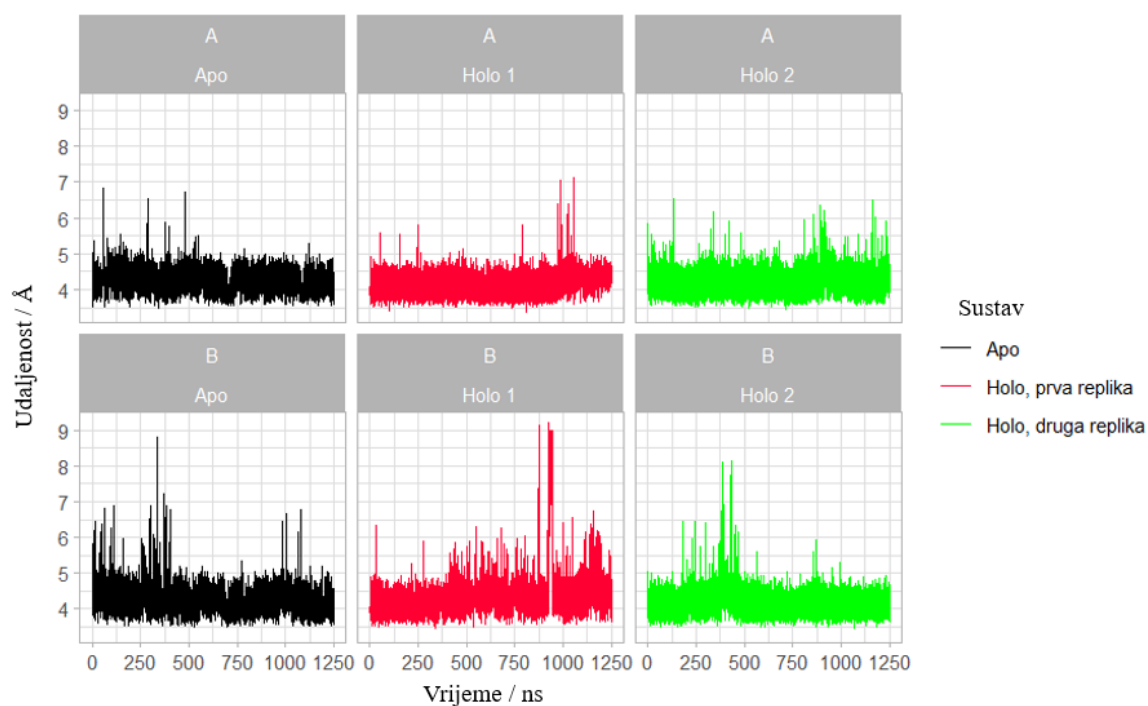 A
Apo
A
Holo 1
A
Holo 2
9
8
7
6
5
4
B
Apo
B
Holo 1
B
Holo 2
9
8
7
6
5
4
0 250 500 750 1000 1250
0 250 500 750 1000 1250
0 250 500 750 1000 1250
Udaljenost / Å
Vrijeme / ns
Sustav
Apo
Holo, prva replika
Holo, druga replika